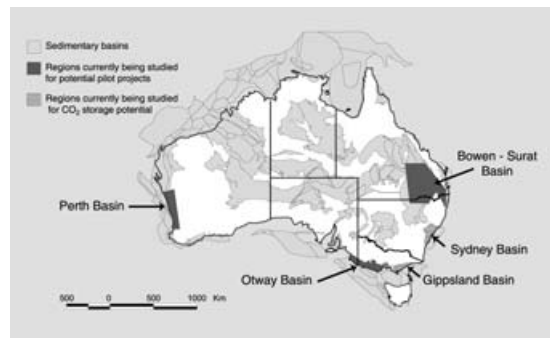 Sedimentary basins
Regions currently being studied
for potential pilot projects
Regions currently being studied
for CO₂ storage potential
Bowen - Surat
Basin
Perth Basin
Sydney Basin
Otway Basin
Gippsland Basin
500 0 500 1000 Km